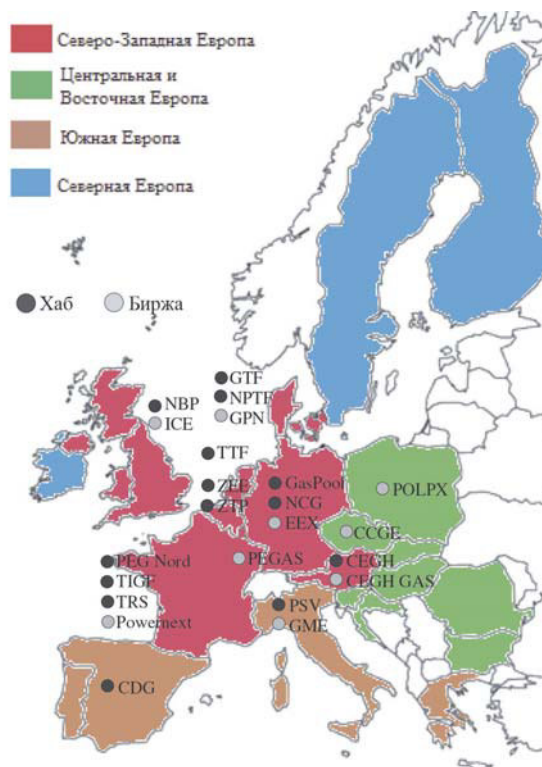 Северо-Западная Европа
Центральная и
Восточная Европа
Южная Европа
Северная Европа
Хаб
Биржа
GTF
NPTF
GPN
NBP
ICE
TTF
ZEE
ZTP
GasPool
NCG
EEX
POLPX
CCGE
PEG Nord
TIGF
TRS
Powernext
PEGAS
CEGH
CEGH GAS
PSV
GME
CDG